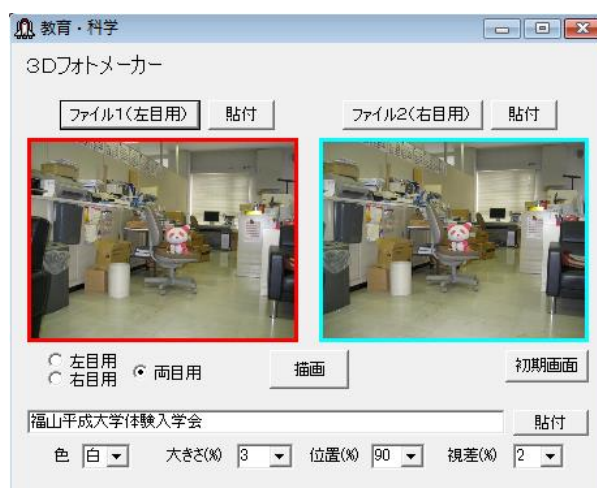 教育・科学
3Dフォトメーカー
ファイル1(左目用) 貼付 ファイル2(右目用) 貼付
左目用
右目用
両目用
描画
初期画面
福山平成大学体験入学会 貼付
色 白 大きさ(%) 3 位置(%) 90 視差(%) 2